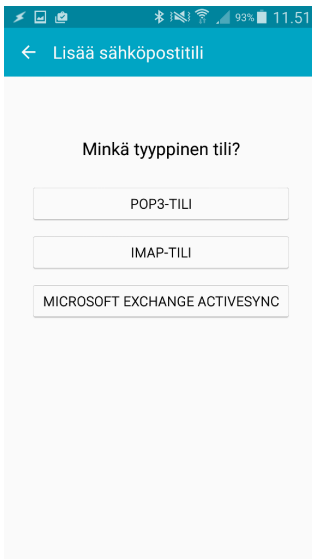 93% 11.51
Lisää sähköpostitili
Minkä tyyppinen tili?
POP3-TILI
IMAP-TILI
MICROSOFT EXCHANGE ACTIVESYNC